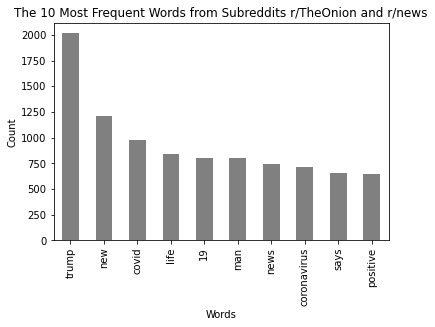 The 10 Most Frequent Words from Subreddits r/TheOnion and r/news
2000
1750
1500
1250
1000
750
500
250
0
Count
trump
new
covid
life
19
man
news
coronavirus
says
positive
Words